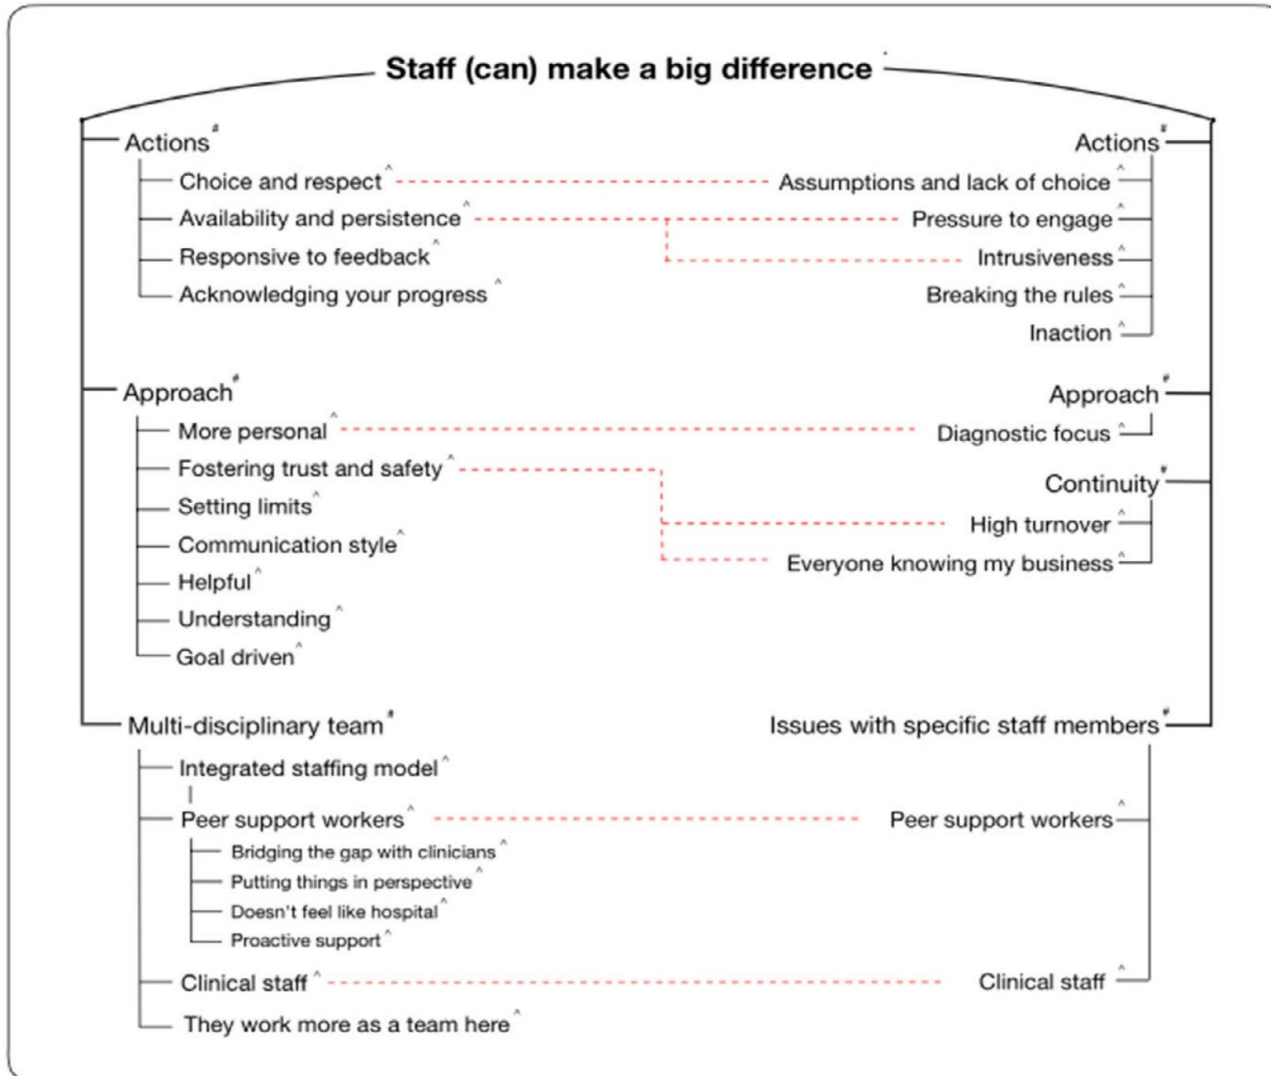 Staff (can) make a big difference
Actions# Actions#
Choice and respect^ Assumptions and lack of choice^
Availability and persistence^ Pressure to engage^
Responsive to feedback^ Intrusiveness^
Acknowledging your progress^ Breaking the rules^
Inaction^
Approach# Approach#
More personal^ Diagnostic focus^
Fostering trust and safety^ Continuity#
Setting limits^ High turnover^
Communication style^ Everyone knowing my business^
Helpful^
Understanding^
Goal driven^
Multi-disciplinary team# Issues with specific staff members#
Integrated staffing model^
Peer support workers^ Peer support workers^
Bridging the gap with clinicians^
Putting things in perspective^
Doesn't feel like hospital^
Proactive support^
Clinical staff^ Clinical staff^
They work more as a team here^